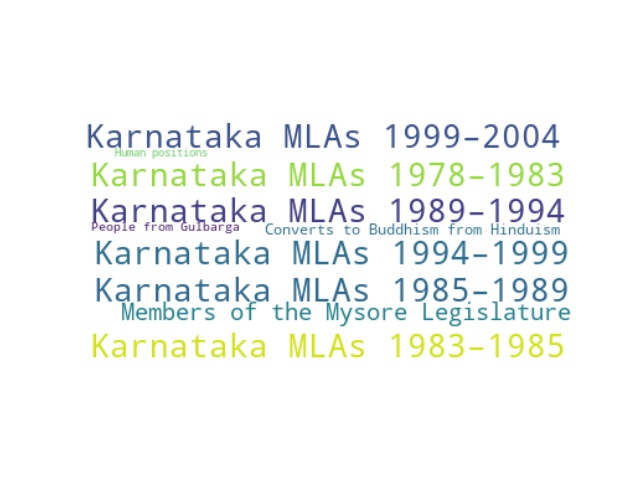 Karnataka MLAs 1999–2004
Human positions
Karnataka MLAs 1978–1983
Karnataka MLAs 1989–1994
People from Gulbarga
Converts to Buddhism from Hinduism
Karnataka MLAs 1994–1999
Karnataka MLAs 1985–1989
Members of the Mysore Legislature
Karnataka MLAs 1983–1985